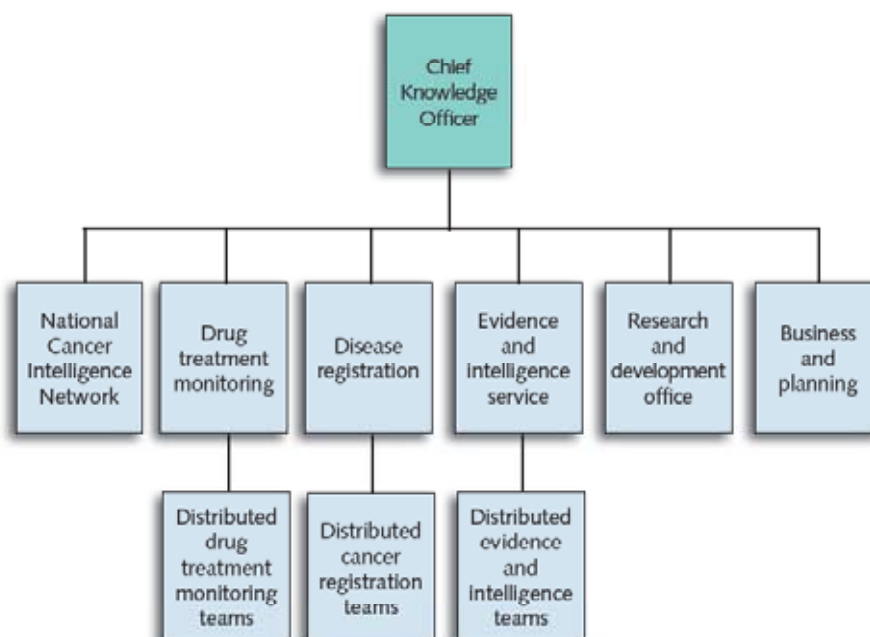 Chief
Knowledge
Officer
National
Cancer
Intelligence
Network
Drug
treatment
monitoring
Disease
registration
Evidence
and
intelligence
service
Research
and
development
office
Business
and
planning
Distributed
drug
treatment
monitoring
teams
Distributed
cancer
registration
teams
Distributed
evidence
and
intelligence
teams